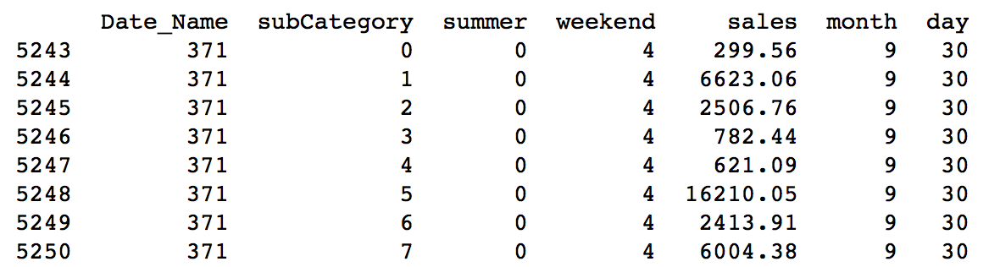 Date_Name subCategory summer weekend sales month day
5243 371 0 0 4 299.56 9 30
5244 371 1 0 4 6623.06 9 30
5245 371 2 0 4 2506.76 9 30
5246 371 3 0 4 782.44 9 30
5247 371 4 0 4 621.09 9 30
5248 371 5 0 4 16210.05 9 30
5249 371 6 0 4 2413.91 9 30
5250 371 7 0 4 6004.38 9 30